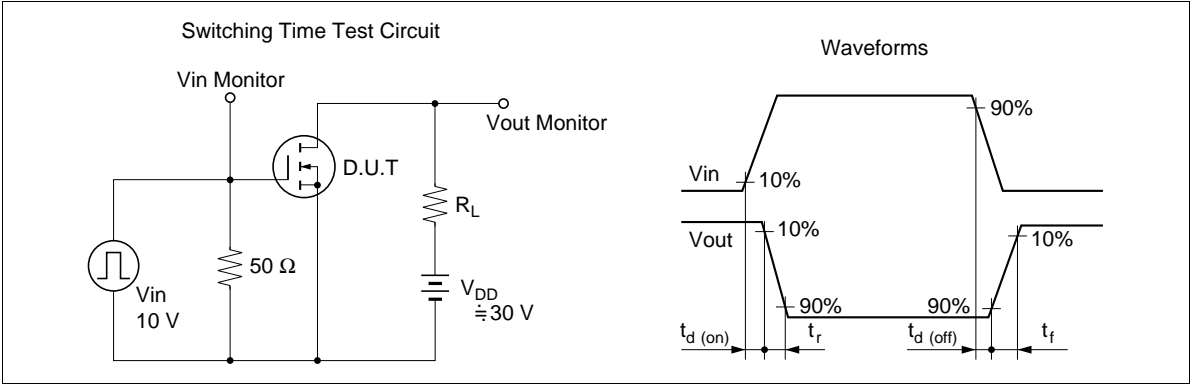 Switching Time Test Circuit
Vin Monitor
Vout Monitor
D.U.T
R_L
50 Ω
Vin
10 V
V_DD
≒30 V
Waveforms
90%
Vin
10%
Vout
10%
10%
90%
90%
t_d (on)
t_r
t_d (off)
t_f